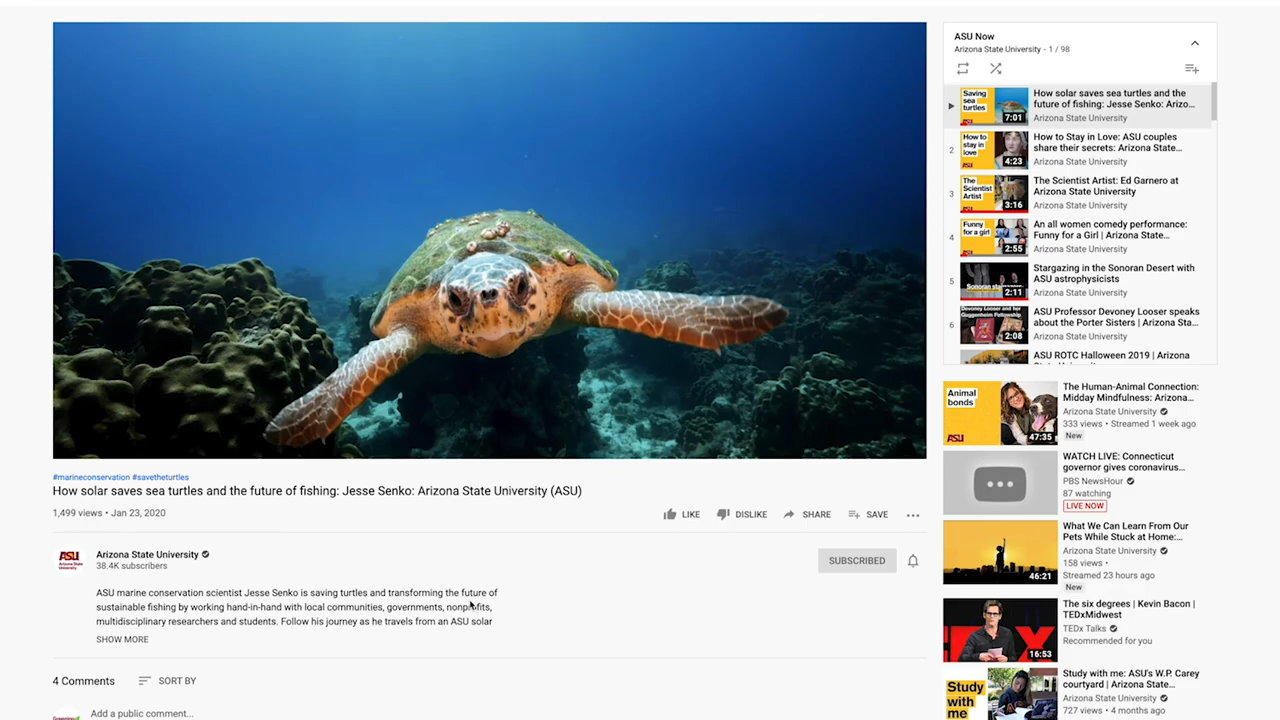 #marineconservation #savetheturtles
How solar saves sea turtles and the future of fishing: Jesse Senko: Arizona State University (ASU)
1,499 views • Jan 23, 2020
LIKE
DISLIKE
SHARE
SAVE
ASU
Arizona State University
Arizona State University
38.4K subscribers
SUBSCRIBED
ASU marine conservation scientist Jesse Senko is saving turtles and transforming the future of
sustainable fishing by working hand-in-hand with local communities, governments, nonprofits,
multidisciplinary researchers and students. Follow his journey as he travels from an ASU solar
SHOW MORE
4 Comments
SORT BY
Add a public comment...
ASU Now
Arizona State University - 1 / 98
Saving
sea
turtles
7:01
How solar saves sea turtles and the
future of fishing: Jesse Senko: Arizo...
Arizona State University
2
How to
stay in
love
ASU
4:23
How to Stay in Love: ASU couples
share their secrets: Arizona State...
Arizona State University
3
The
Scientist
Artist
3:16
The Scientist Artist: Ed Garnero at
Arizona State University
Arizona State University
4
Funny
for a girl
2:55
An all women comedy performance:
Funny for a Girl | Arizona State...
Arizona State University
5
2:11
Stargazing in the Sonoran Desert with
ASU astrophysicists
Arizona State University
6
Devoney Looser and her
Guggenheim Fellowship
2:08
ASU Professor Devoney Looser speaks
about the Porter Sisters | Arizona Sta...
Arizona State University
ASU ROTC Halloween 2019 | Arizona
Animal
bonds
ASU
47:35
The Human-Animal Connection:
Midday Mindfulness: Arizona...
Arizona State University
333 views • Streamed 1 week ago
New
WATCH LIVE: Connecticut
governor gives coronavirus...
PBS NewsHour
87 watching
LIVE NOW
46:21
What We Can Learn From Our
Pets While Stuck at Home:...
Arizona State University
158 views •
Streamed 23 hours ago
New
16:53
The six degrees | Kevin Bacon |
TEDxMidwest
TEDx Talks
Recommended for you
Study
with
me
Study with me: ASU's W.P. Carey
courtyard | Arizona State...
Arizona State University
727 views • 4 months ago